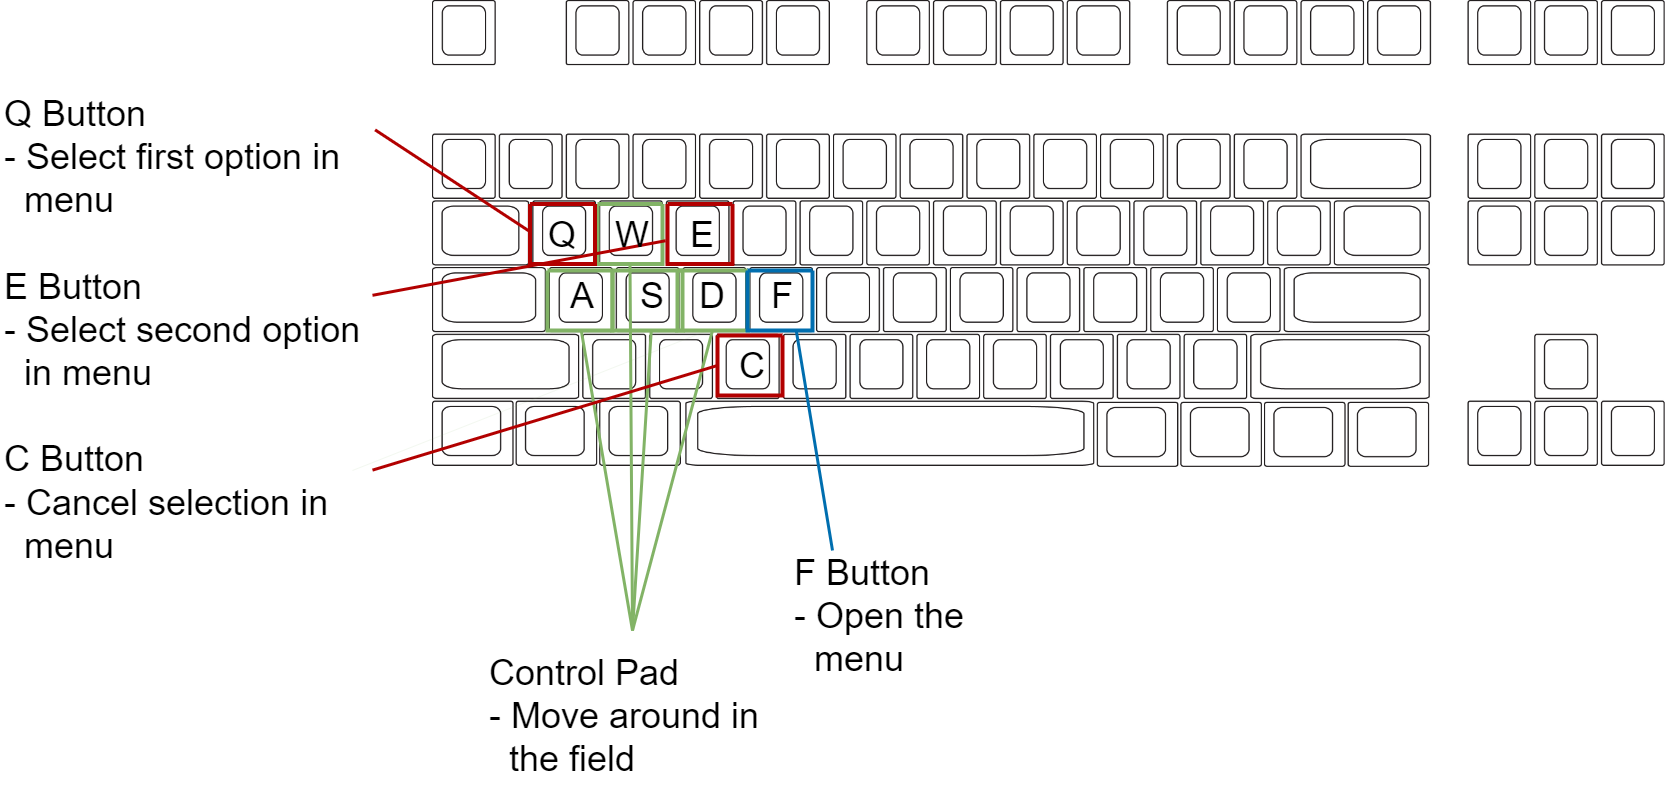 Q Button
- Select first option in
menu
Q W E
E Button
A S D F
- Select second option
in menu
C
C Button
- Cancel selection in
menu
F Button
- Open the
menu
Control Pad
- Move around in
the field